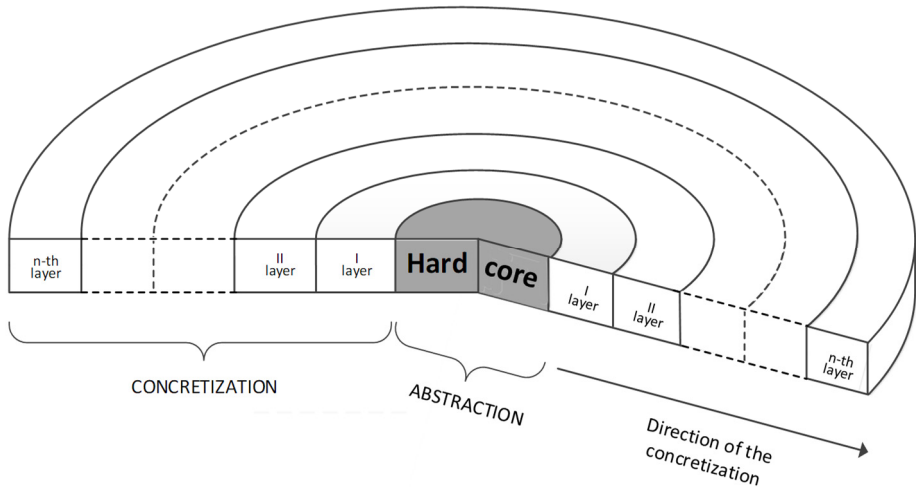 Hard
core
n-th
layer
II
layer
I
layer
I
layer
II
layer
n-th
layer
CONCRETIZATION
ABSTRACTION
Direction of the
concretization